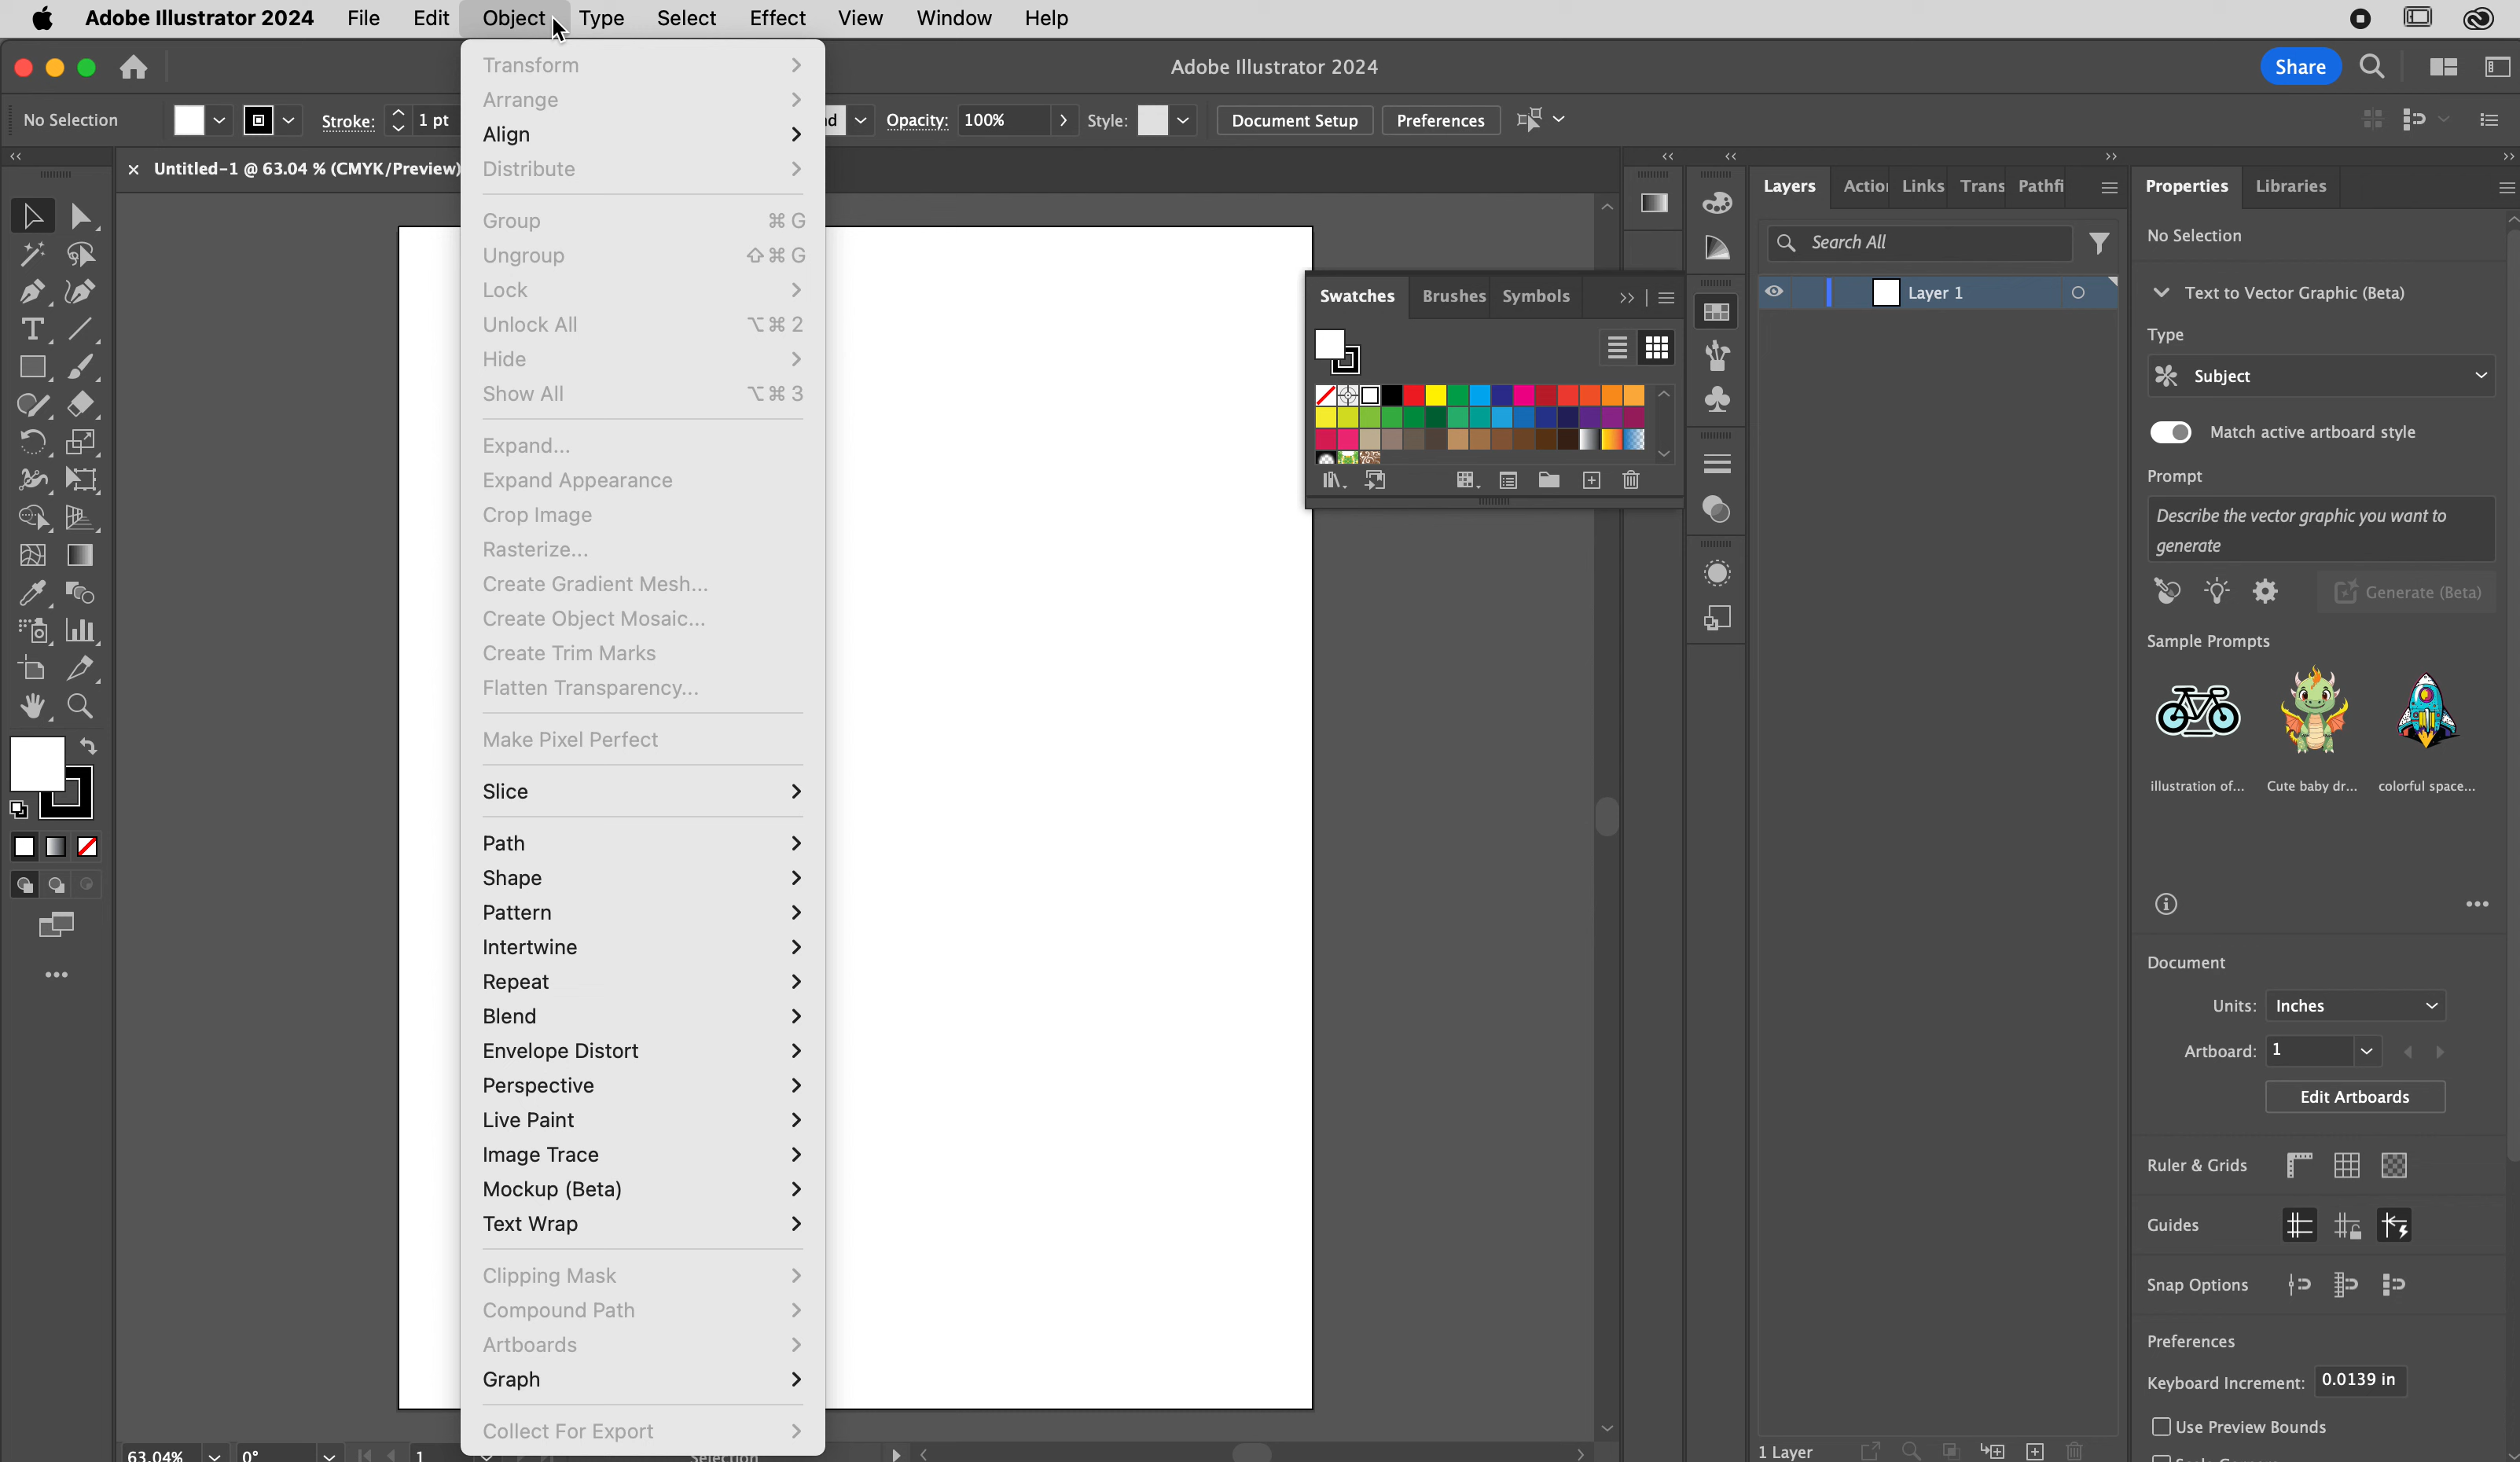 Adobe Illustrator 2024 File Edit Object Type Select Effect View Window Help
Adobe Illustrator 2024
Share
No Selection
Stroke: 1 pt
Opacity: 100%
Style:
Document Setup
Preferences
× Untitled-1 @ 63.04 % (CMYK/Preview)
Transform
Arrange
Align
Distribute
Group ⌘ G
Ungroup ⇧ ⌘ G
Lock
Unlock All ⌥ ⌘ 2
Hide
Show All ⌥ ⌘ 3
Expand...
Expand Appearance
Crop Image
Rasterize...
Create Gradient Mesh...
Create Object Mosaic...
Create Trim Marks
Flatten Transparency...
Make Pixel Perfect
Slice
Path
Shape
Pattern
Intertwine
Repeat
Blend
Envelope Distort
Perspective
Live Paint
Image Trace
Mockup (Beta)
Text Wrap
Clipping Mask
Compound Path
Artboards
Graph
Collect For Export
63.04% 0° 1 Selection
Swatches Brushes Symbols
Layers Actio Links Trans Pathfi
Search All
Layer 1
1 Layer
Properties Libraries
No Selection
Text to Vector Graphic (Beta)
Type
Subject
Match active artboard style
Prompt
Describe the vector graphic you want to
generate
Generate (Beta)
Sample Prompts
illustration of... Cute baby dr... colorful space...
Document
Units: Inches
Artboard: 1
Edit Artboards
Ruler & Grids
Guides
Snap Options
Preferences
Keyboard Increment: 0.0139 in
Use Preview Bounds